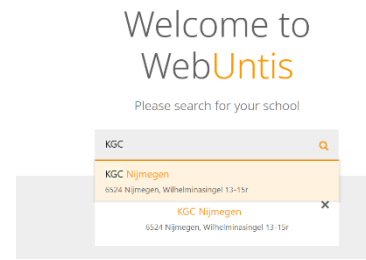 Welcome to
WebUntis
Please search for your school
KGC
KGC Nijmegen
6524 Nijmegen, Wilhelminasingel 13-15r
KGC Nijmegen
6524 Nijmegen, Wilhelminasingel 13-15r